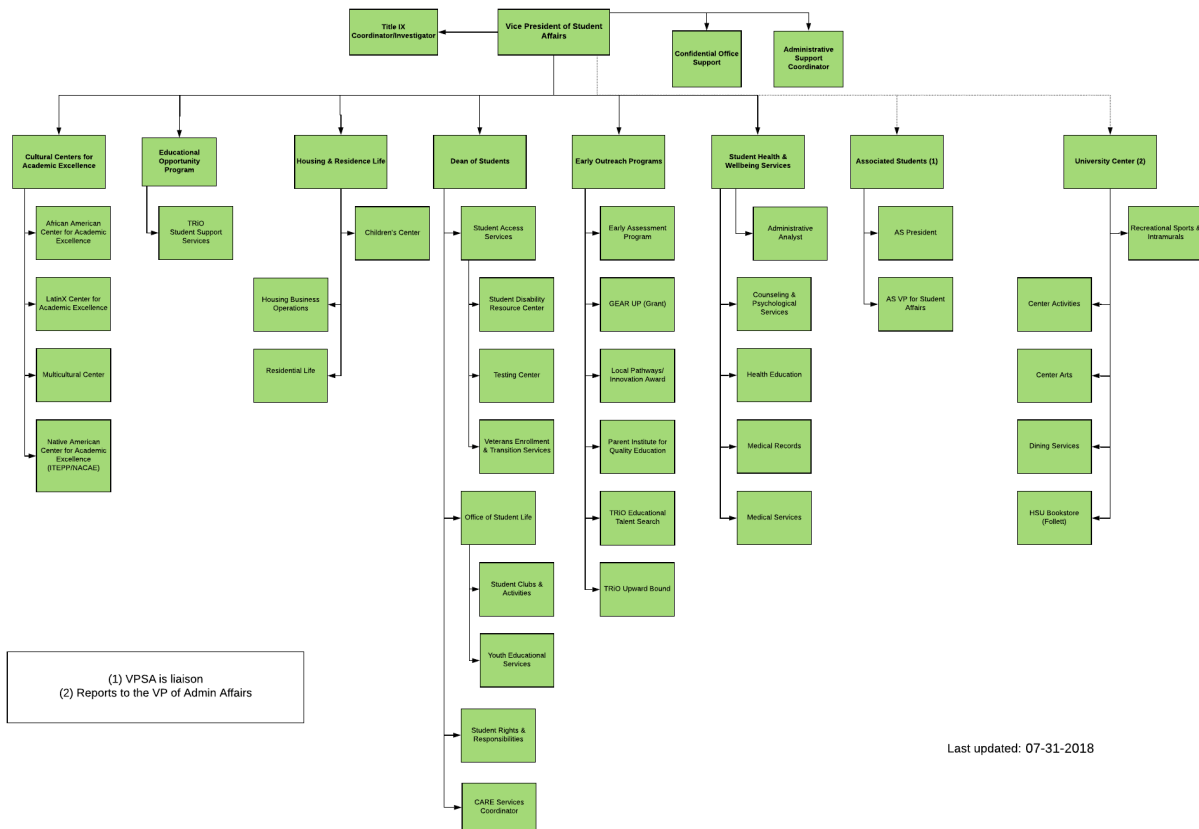 Title IX
Coordinator/Investigator
Vice President of Student
Affairs
Confidential Office
Support
Administrative
Support
Coordinator
Cultural Centers for
Academic Excellence
Educational
Opportunity
Program
Housing & Residence Life
Dean of Students
Early Outreach Programs
Student Health &
Wellbeing Services
Associated Students (1)
University Center (2)
African American
Center for Academic
Excellence
LatinX Center for
Academic Excellence
Multicultural Center
Native American
Center for Academic
Excellence
(ITEPP/NACAE)
TRiO
Student Support
Services
Children's Center
Housing Business
Operations
Residential Life
Student Access
Services
Student Disability
Resource Center
Testing Center
Veterans Enrollment
& Transition Services
Office of Student Life
Student Clubs &
Activities
Youth Educational
Services
Student Rights &
Responsibilities
CARE Services
Coordinator
Early Assessment
Program
GEAR UP (Grant)
Local Pathways/
Innovation Award
Parent Institute for
Quality Education
TRiO Educational
Talent Search
TRiO Upward Bound
Administrative
Analyst
Counseling &
Psychological
Services
Health Education
Medical Records
Medical Services
AS President
AS VP for Student
Affairs
Recreational Sports &
Intramurals
Center Activities
Center Arts
Dining Services
HSU Bookstore
(Follett)
(1) VPSA is liaison
(2) Reports to the VP of Admin Affairs
Last updated: 07-31-2018